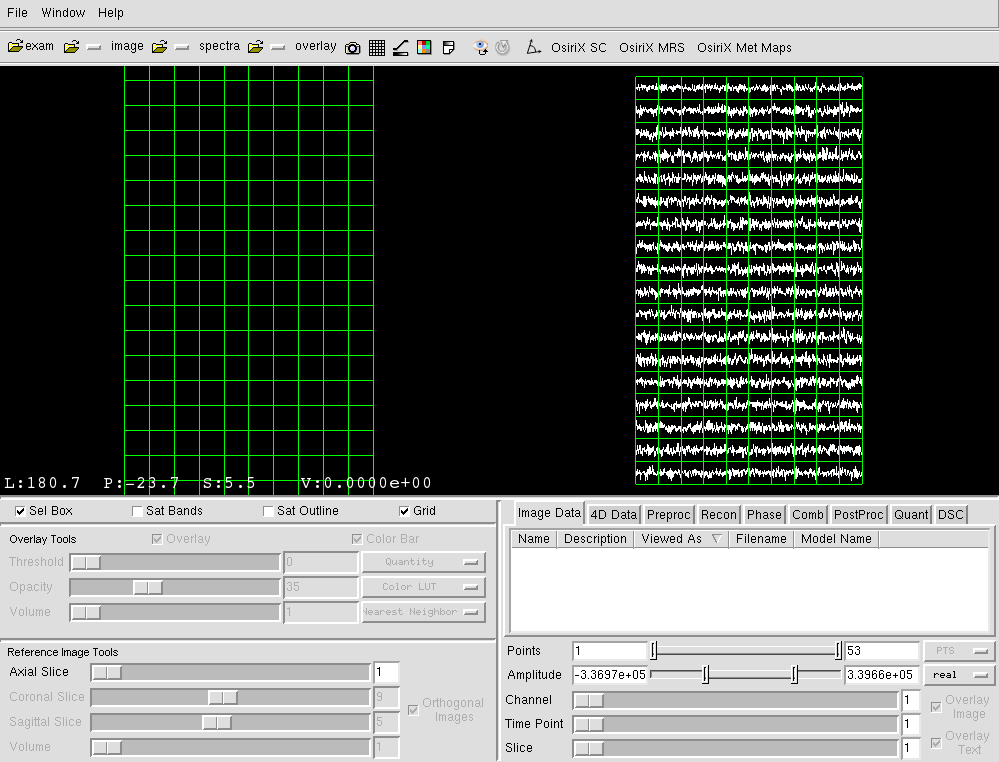 File Window Help
exam image spectra overlay OsiriX SC OsiriX MRS OsiriX Met Maps
L:180.7 P:-23.7 S:5.5 V:0.0000e+00
Sel Box Sat Bands Sat Outline Grid
Overlay Tools Overlay Color Bar
Threshold 0 Quantity
Opacity 35 Color LUT
Volume 1 Nearest Neighbor
Reference Image Tools
Axial Slice 1
Coronal Slice 9
Sagittal Slice 5
Volume 1
Orthogonal
Images
Image Data 4D Data Preproc Recon Phase Comb PostProc Quant DSC
Name Description Viewed As Filename Model Name
Points 1 53 PTS
Amplitude -3.3697e+05 3.3966e+05 real
Channel 1
Time Point 1
Slice 1
Overlay
Image
Overlay
Text